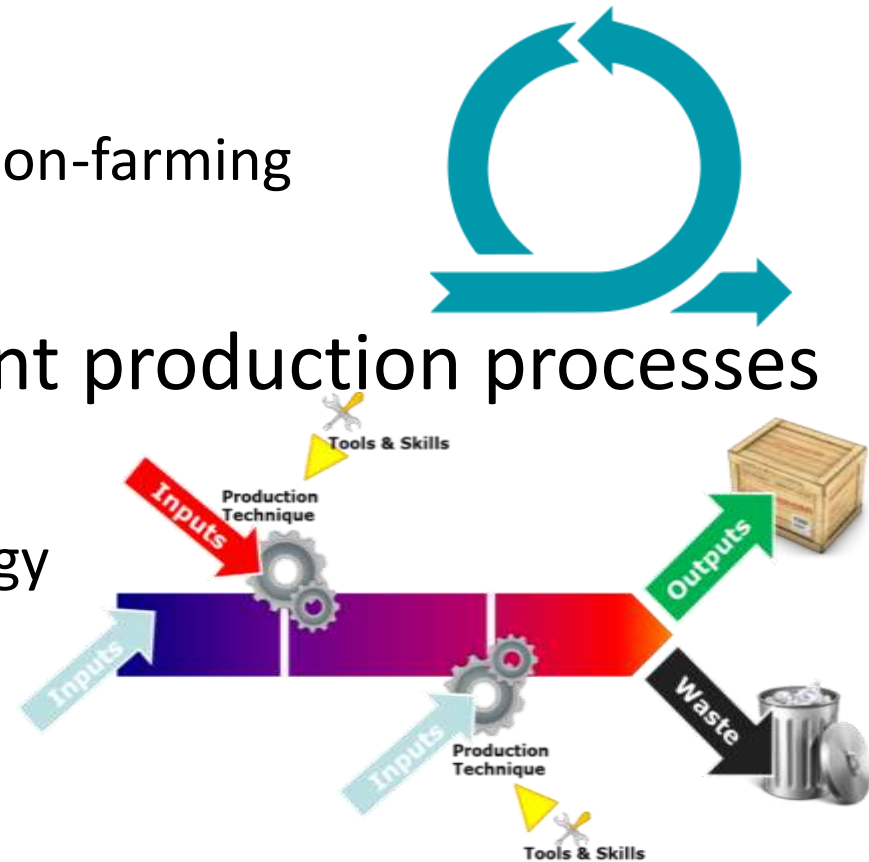 on-farming
nt production processes
Tools & Skills
Production
Technique
Inputs
gy
Outputs
Inputs
Waste
Inputs
Production
Technique
Tools & Skills